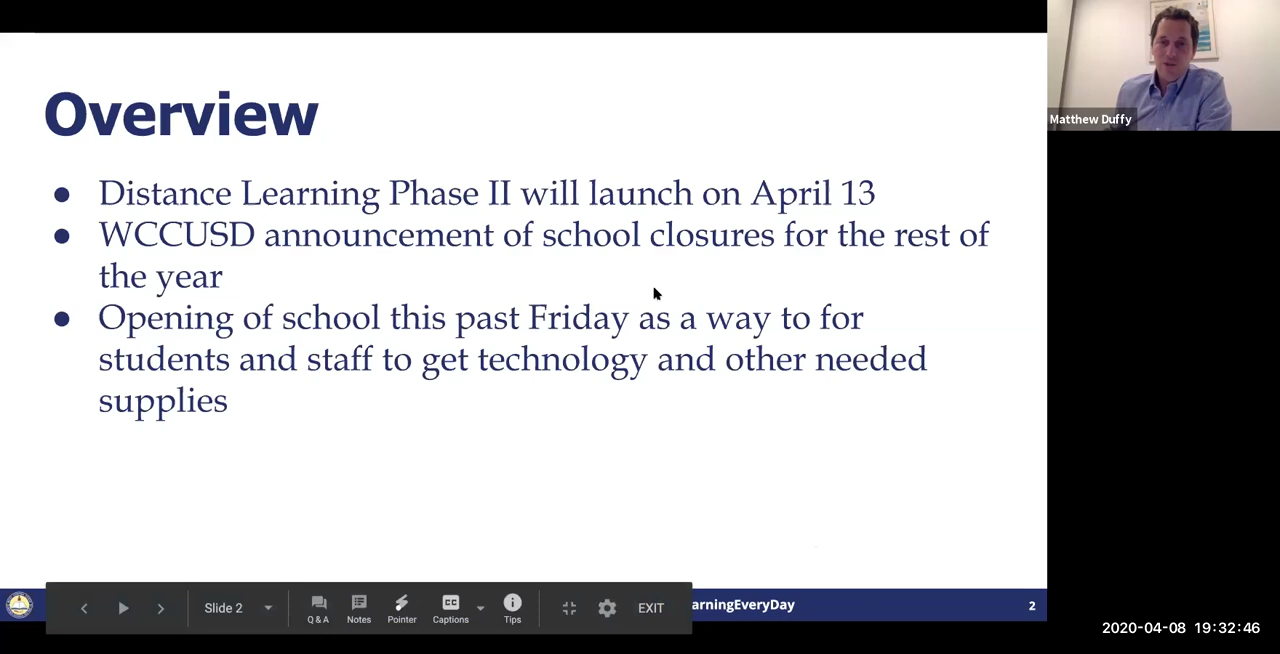 Overview
Matthew Duffy
● Distance Learning Phase II will launch on April 13
● WCCUSD announcement of school closures for the rest of
the year
● Opening of school this past Friday as a way to for
students and staff to get technology and other needed
supplies
Slide 2
Q & A
Notes
Pointer
CC
Captions
Tips
EXIT
arningEveryDay
2
2020-04-08 19:32:46